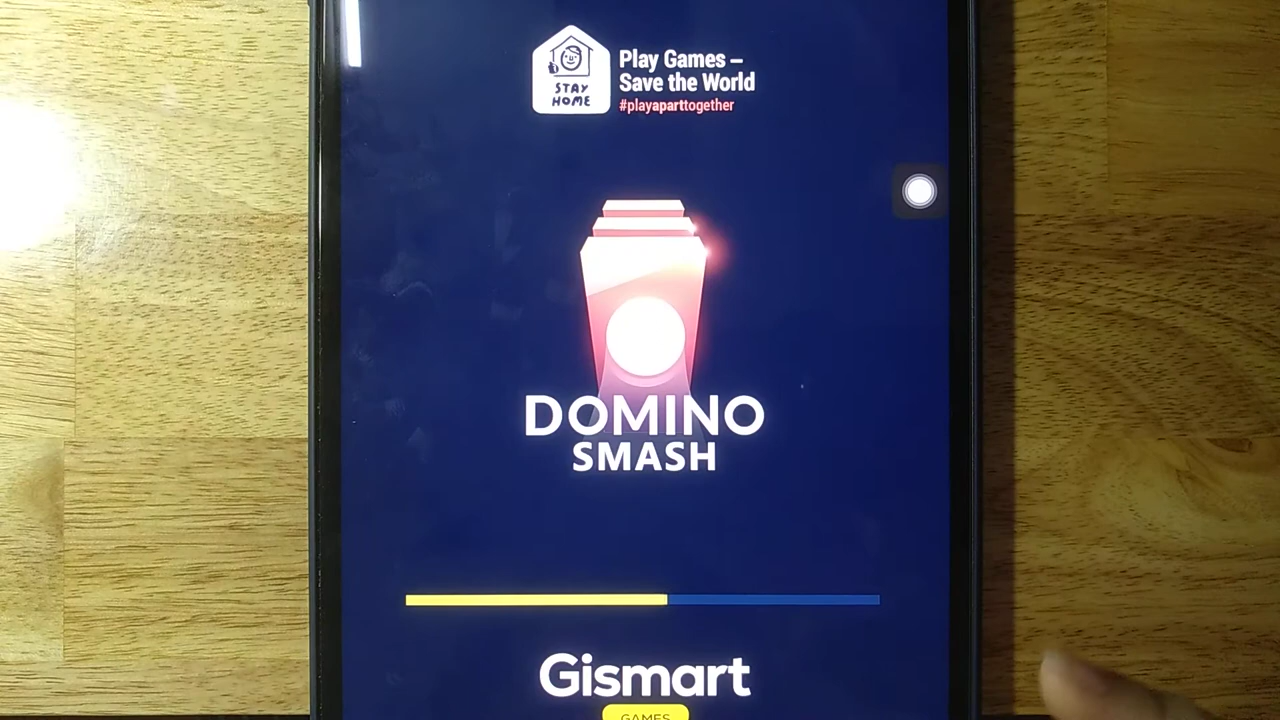 STAY
HOME
Play Games –
Save the World
#playaparttogether
DOMINO
SMASH
Gismart
GAMES